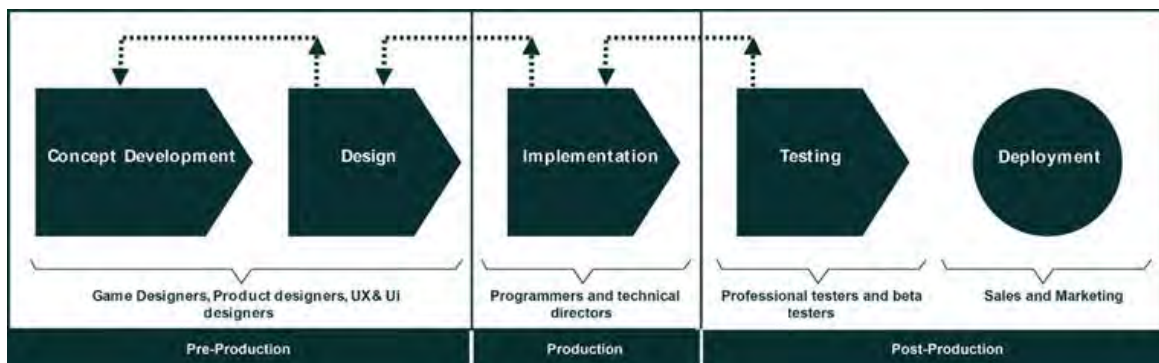 Concept Development
Design
Implementation
Testing
Deployment
Game Designers, Product designers, UX& Ui
designers
Programmers and technical
directors
Professional testers and beta
testers
Sales and Marketing
Pre-Production
Production
Post-Production